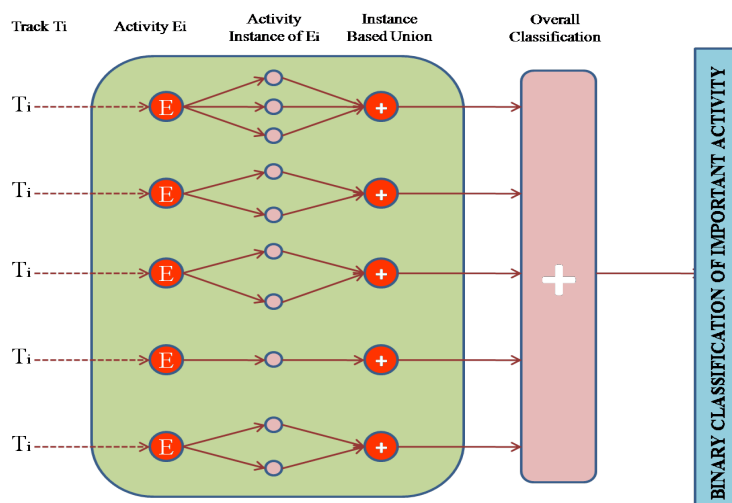 Track Ti
Activity Ei
Activity
Instance of Ei
Instance
Based Union
Overall
Classification
Ti
E
+
Ti
E
+
Ti
E
+
+
Ti
E
+
Ti
E
+
BINARY CLASSIFICATION OF IMPORTANT ACTIVITY